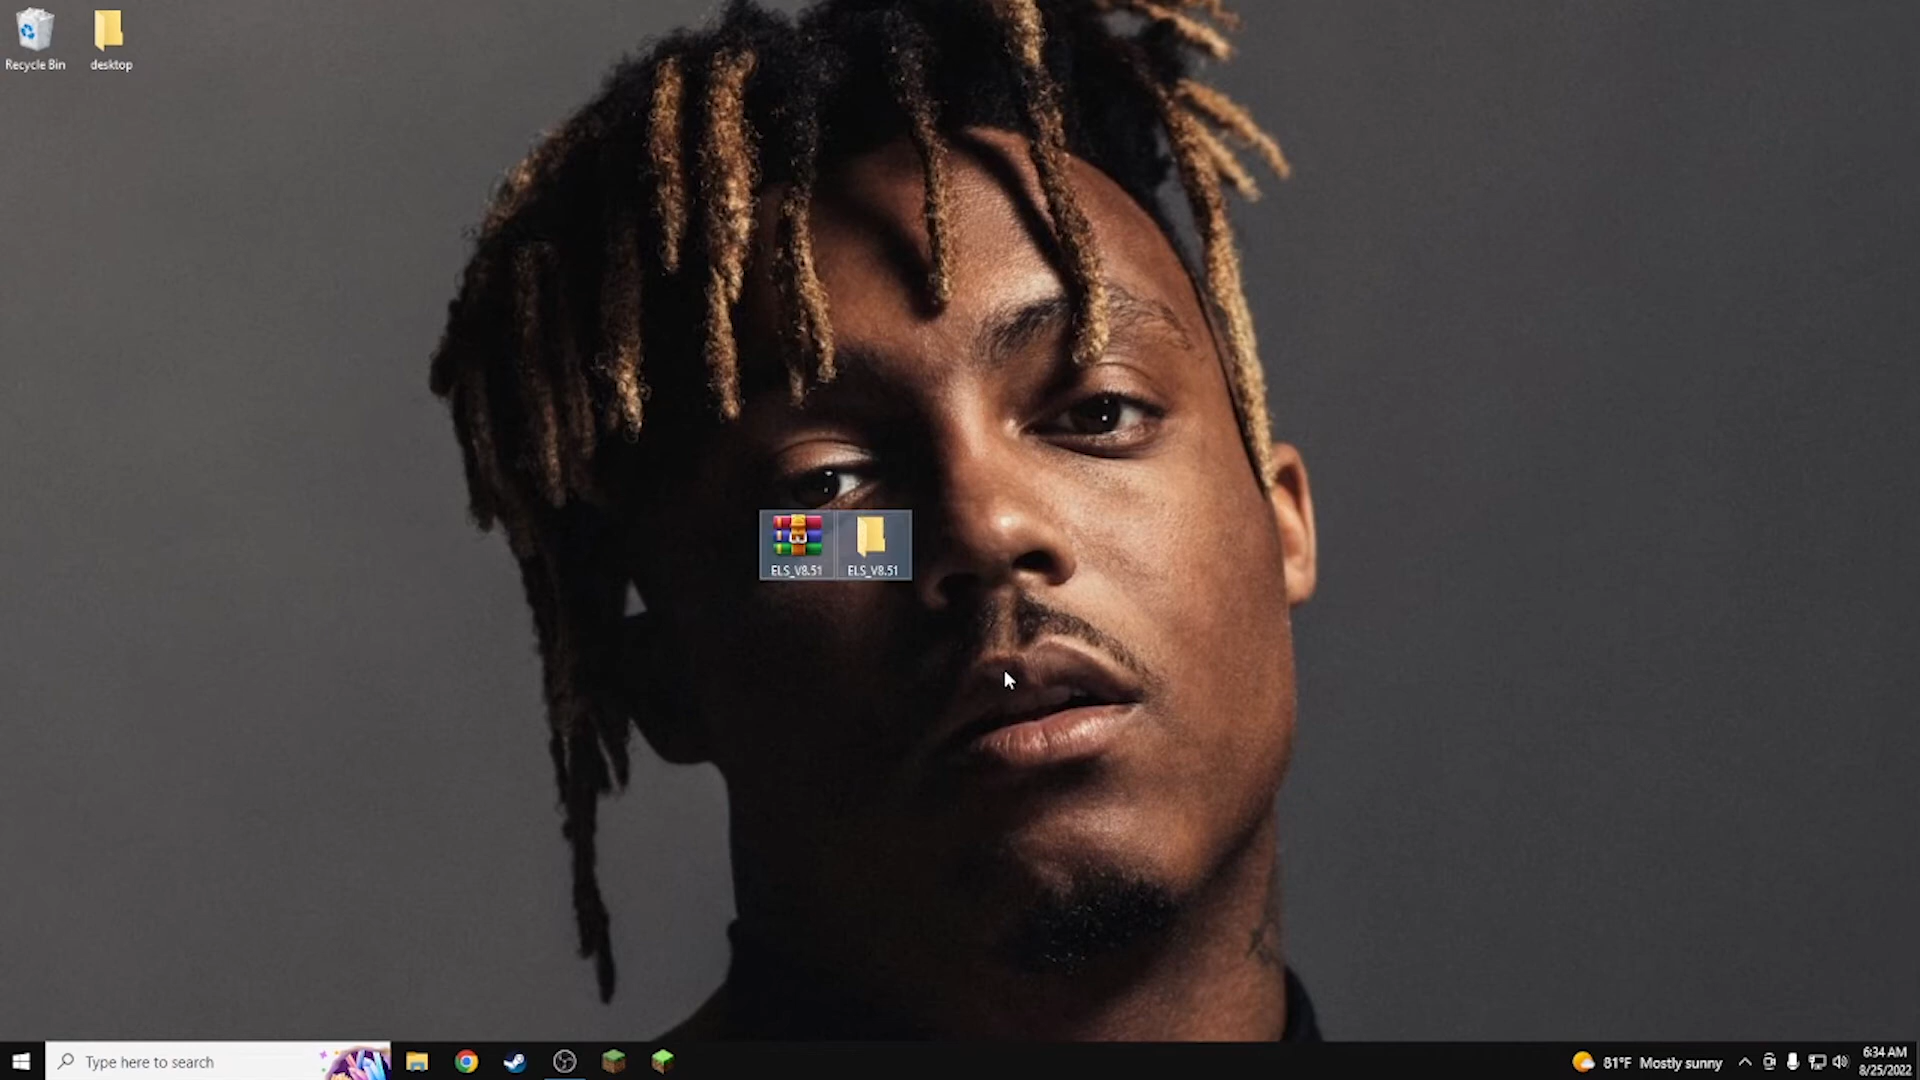 Recycle Bin
desktop
ELS_V8.51
ELS_V8.51
Type here to search
81°F Mostly sunny
6:34 AM
8/25/2022